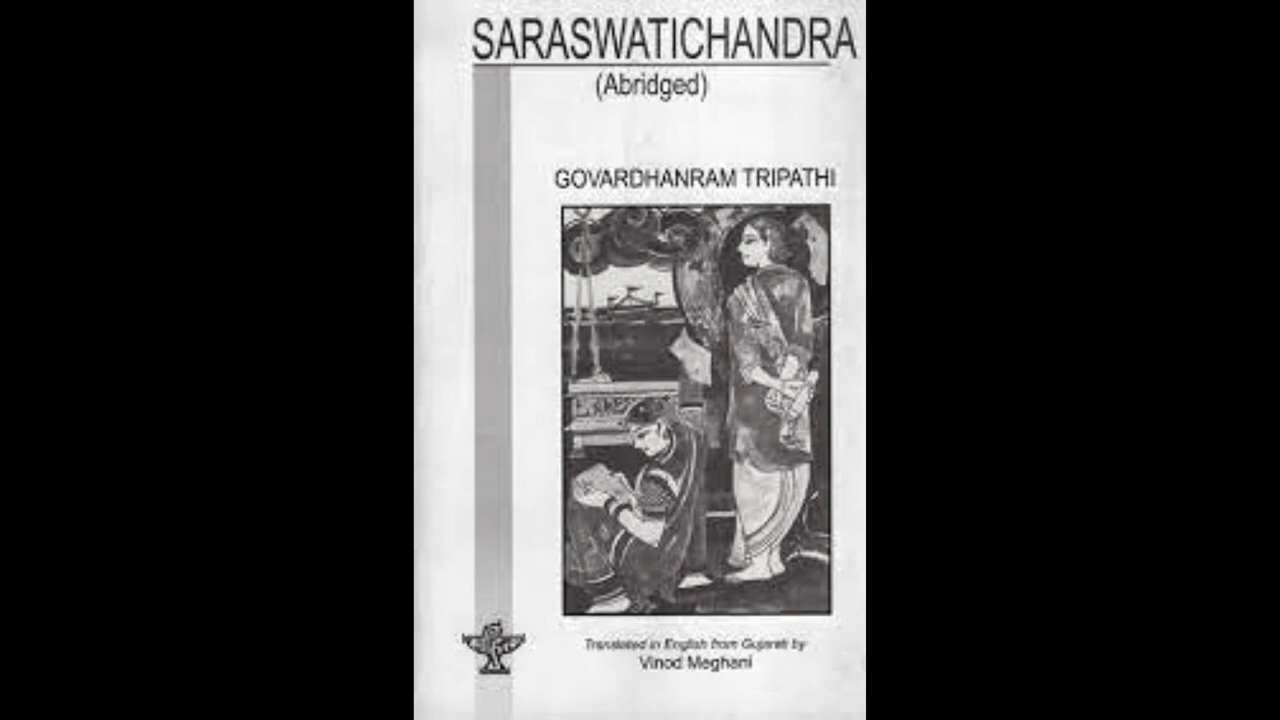 SARASWATICHANDRA
(Abridged)
GOVARDHANRAM TRIPATHI
Translated in English from Gujarati by
Vinod Meghani